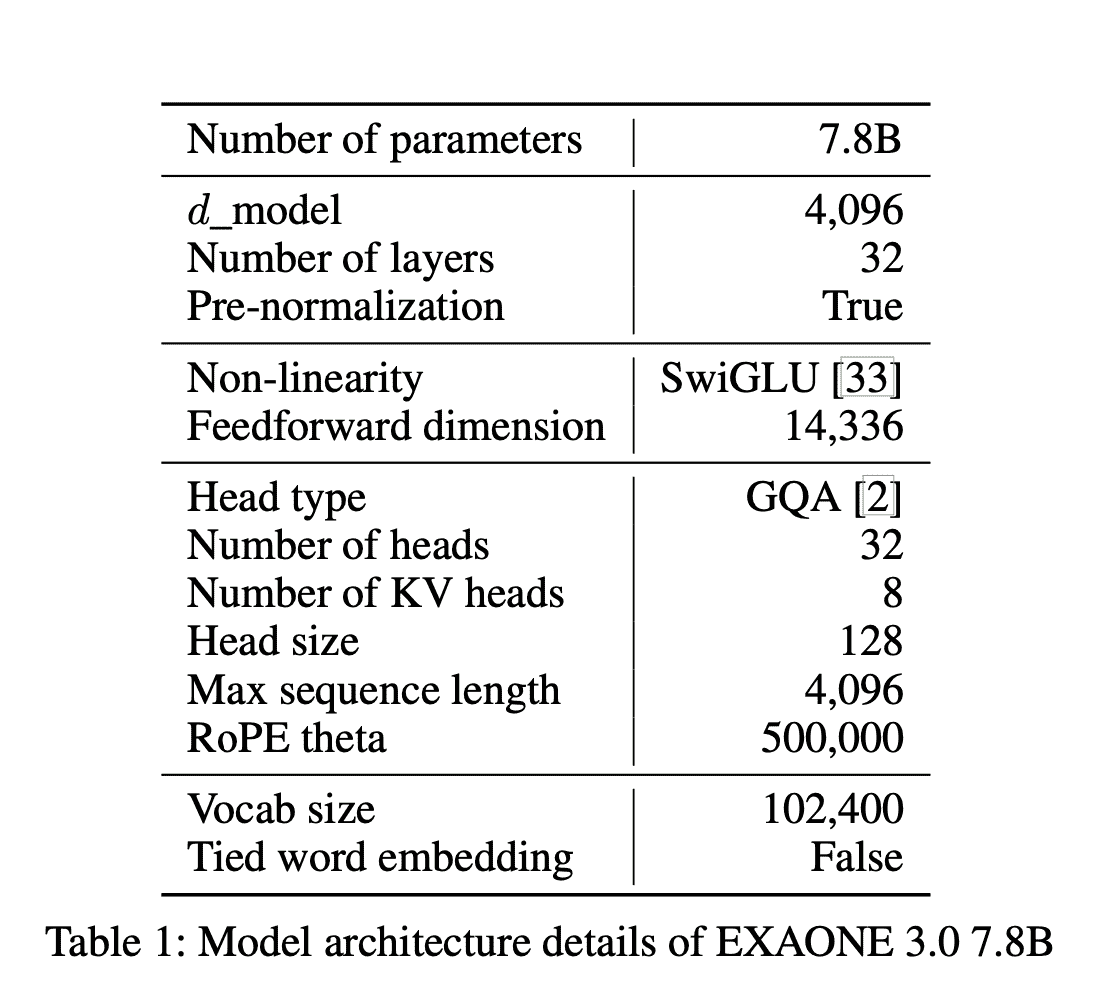 Number of parameters 7.8B
d_model 4,096
Number of layers 32
Pre-normalization True
Non-linearity SwiGLU [33]
Feedforward dimension 14,336
Head type GQA [2]
Number of heads 32
Number of KV heads 8
Head size 128
Max sequence length 4,096
RoPE theta 500,000
Vocab size 102,400
Tied word embedding False
Table 1: Model architecture details of EXAONE 3.0 7.8B